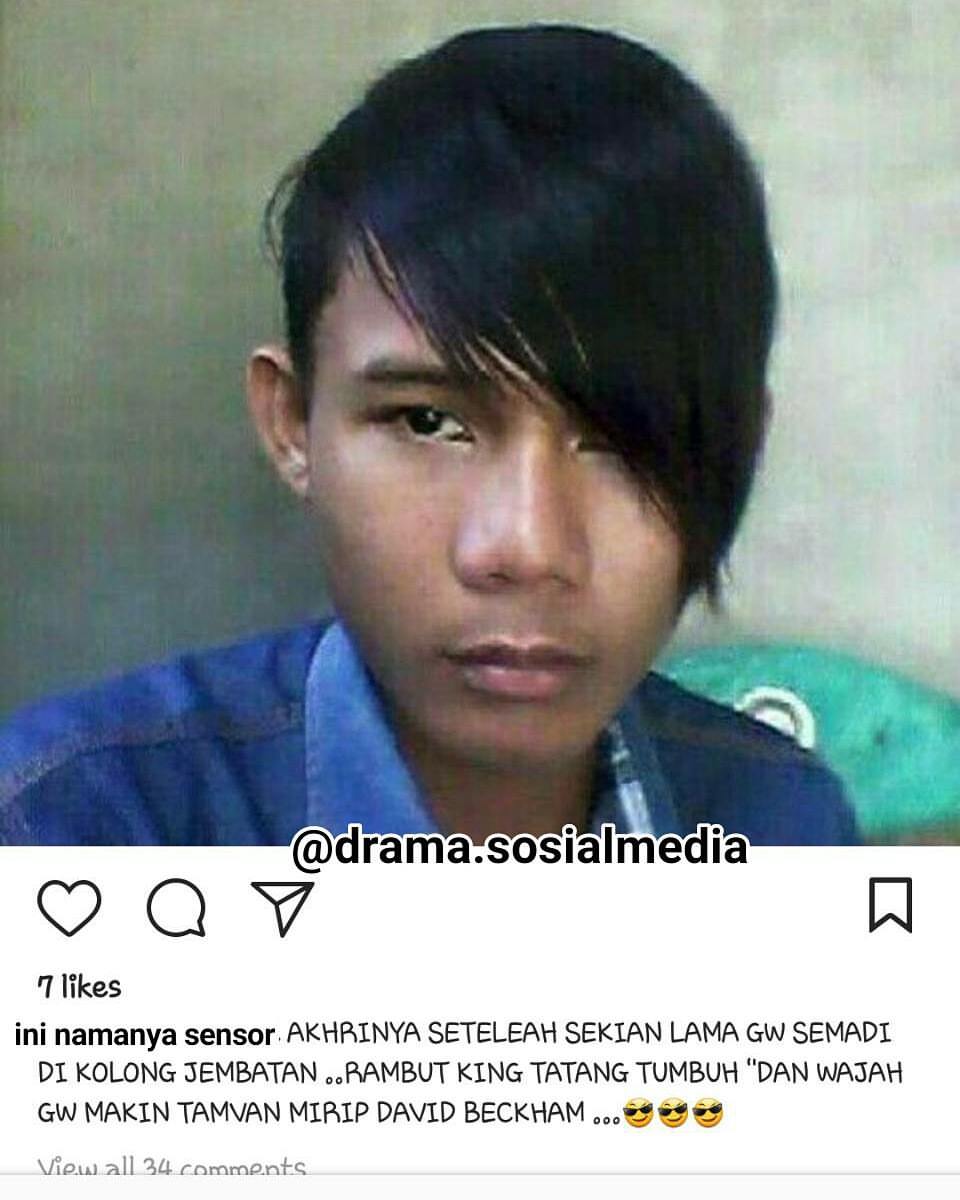 @drama.sosialmedia
7 likes
ini namanya sensor. AKHRINYA SETELEAH SEKIAN LAMA GW SEMADI
DI KOLONG JEMBATAN ..RAMBUT KING TATANG TUMBUH "DAN WAJAH
GW MAKIN TAMVAN MIRIP DAVID BECKHAM ...😎😎😎
View all 34 comments